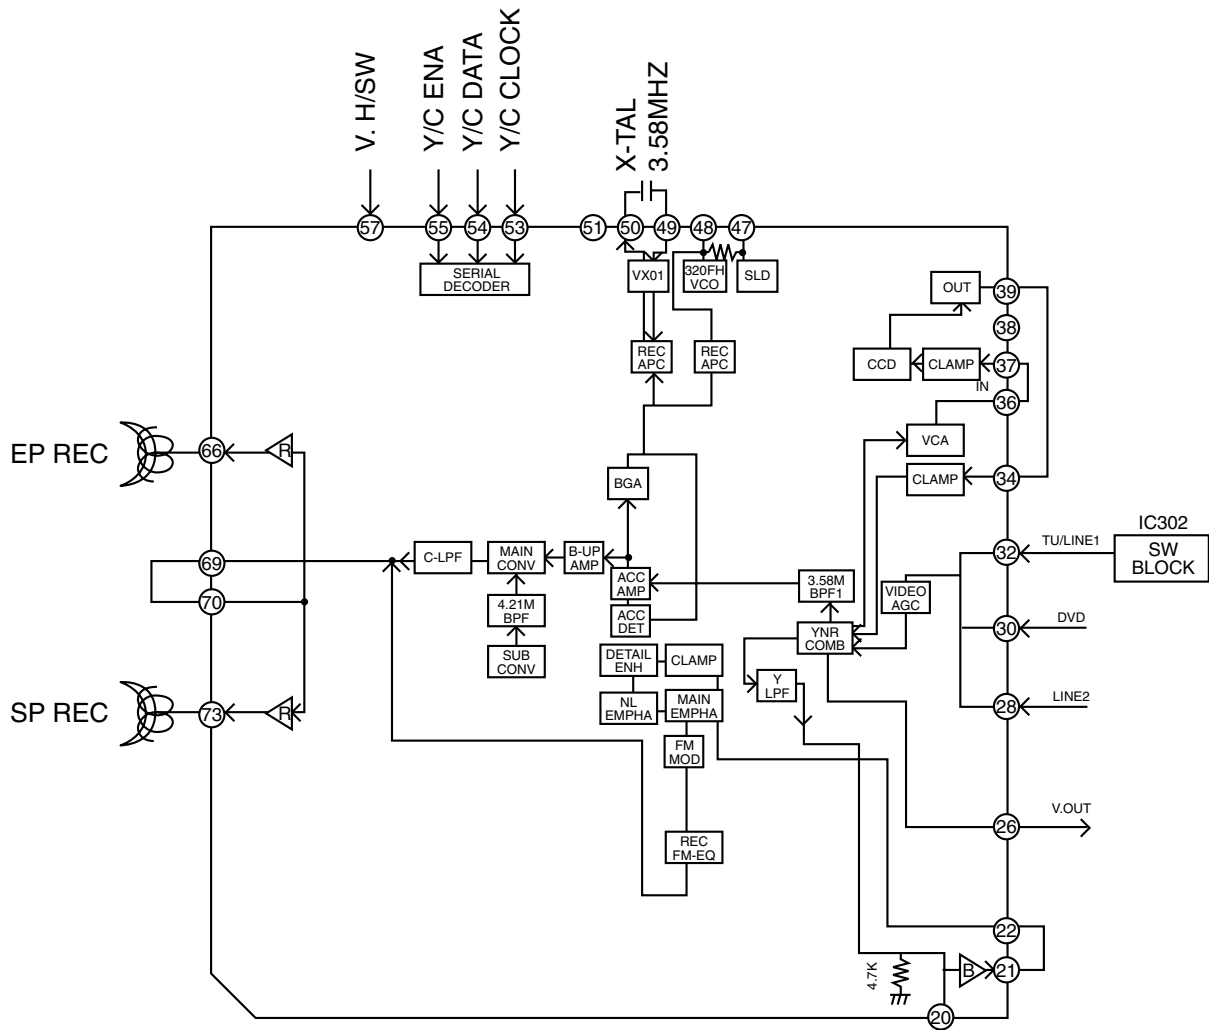 V. H/SW
Y/C ENA
Y/C DATA
Y/C CLOCK
X-TAL
3.58MHZ
57
55
54
53
51
50
49
48
47
SERIAL
DECODER
VX01
320FH
VCO
SLD
OUT
39
38
REC
APC
REC
APC
CCD
CLAMP
37
IN
36
EP REC
66
R
VCA
BGA
CLAMP
34
IC302
TU/LINE1
SW
BLOCK
32
69
C-LPF
MAIN
CONV
B-UP
AMP
ACC
AMP
3.58M
BPF1
VIDEO
AGC
70
4.21M
BPF
ACC
DET
YNR
COMB
30
DVD
SUB
CONV
DETAIL
ENH
CLAMP
Y
LPF
SP REC
73
R
NL
EMPHA
MAIN
EMPHA
28
LINE2
FM
MOD
V.OUT
26
REC
FM-EQ
22
4.7K
B
21
20